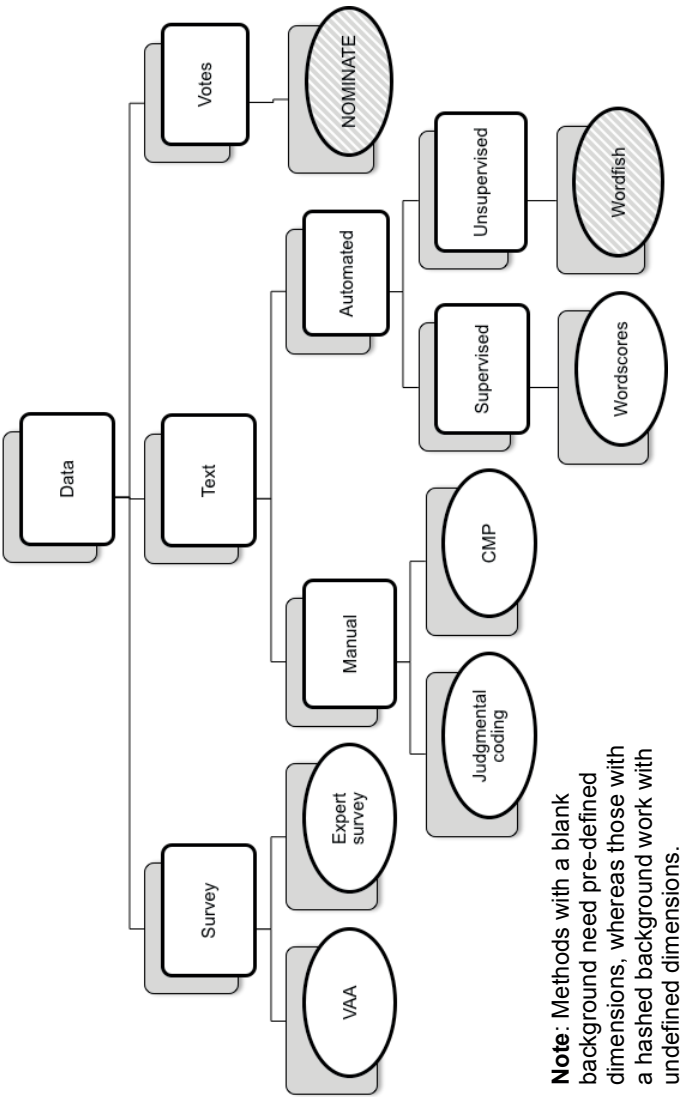 Data
Survey
Text
Votes
VAA
Expert
survey
Manual
Automated
NOMINATE
Judgmental
coding
CMP
Supervised
Unsupervised
Wordscores
Wordfish
Note: Methods with a blank
background need pre-defined
dimensions, whereas those with
a hashed background work with
undefined dimensions.